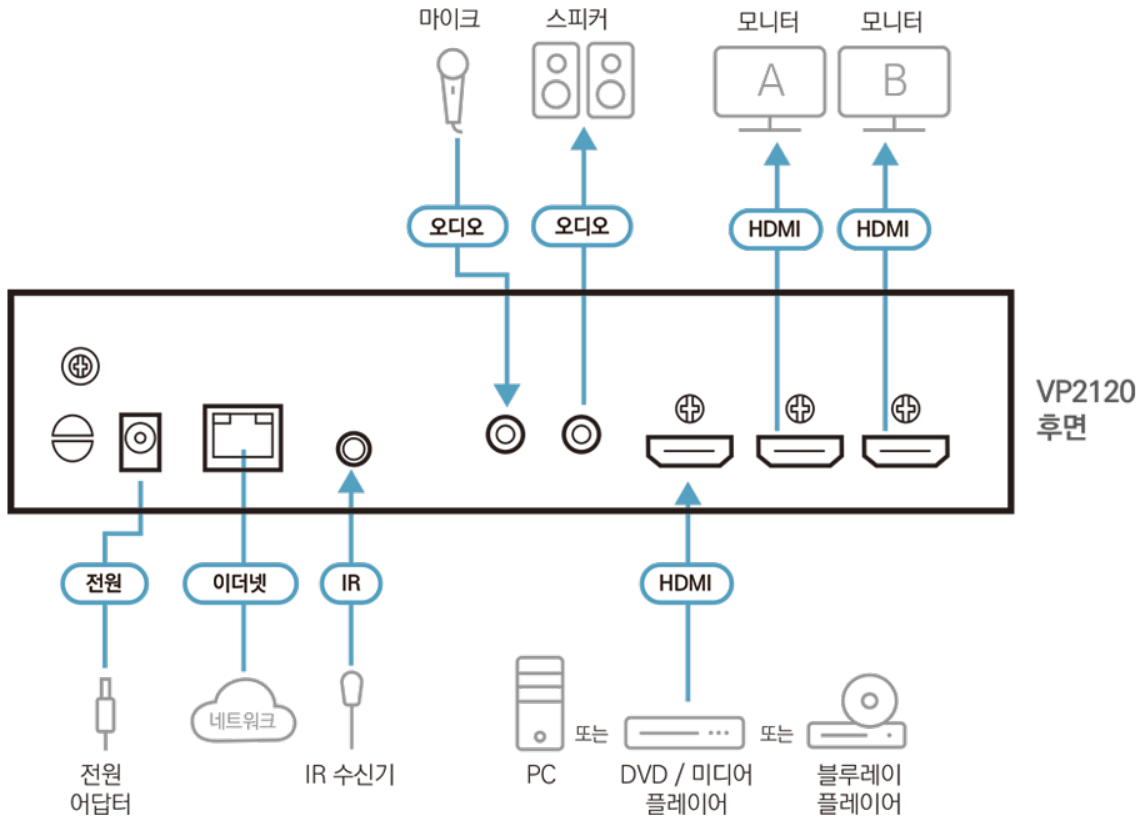 마이크
스피커
모니터
모니터
A
B
오디오
오디오
HDMI
HDMI
VP2120
후면
전원
이더넷
IR
HDMI
네트워크
또는
또는
전원
어답터
IR 수신기
PC
DVD / 미디어
플레이어
블루레이
플레이어